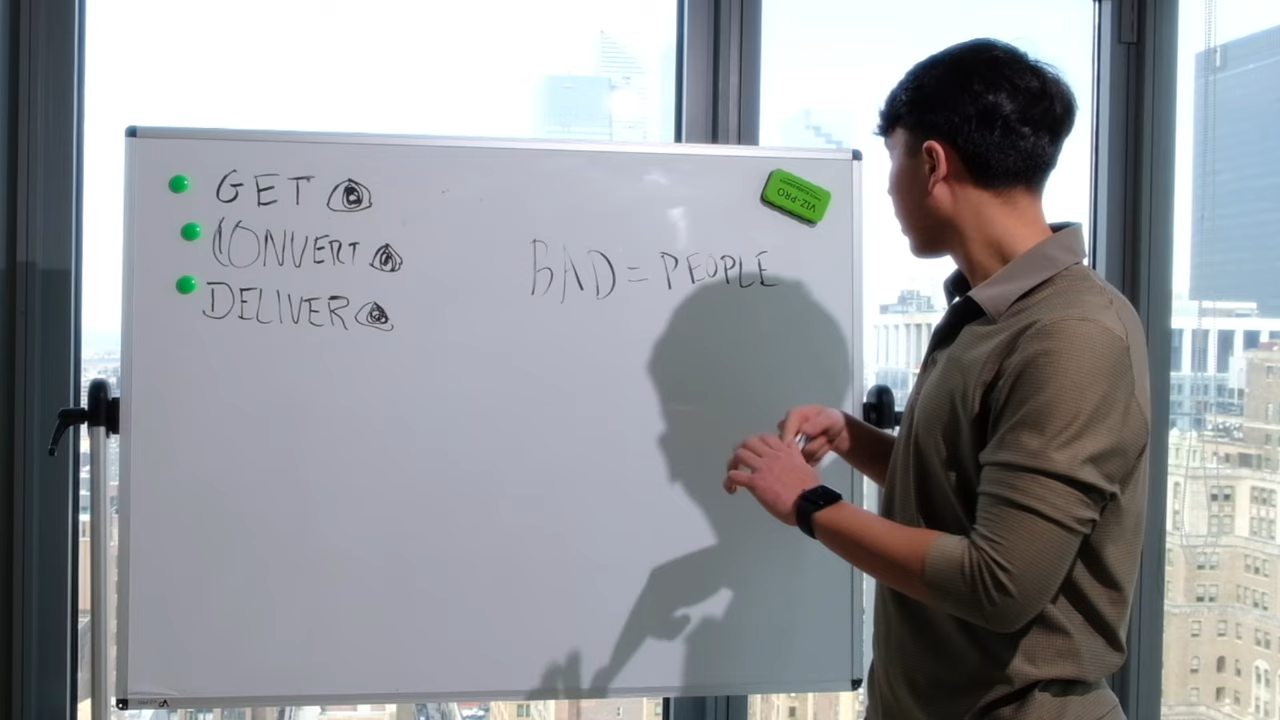 GET
CONVERT
DELIVER
BAD = PEOPLE
VIZ-PRO